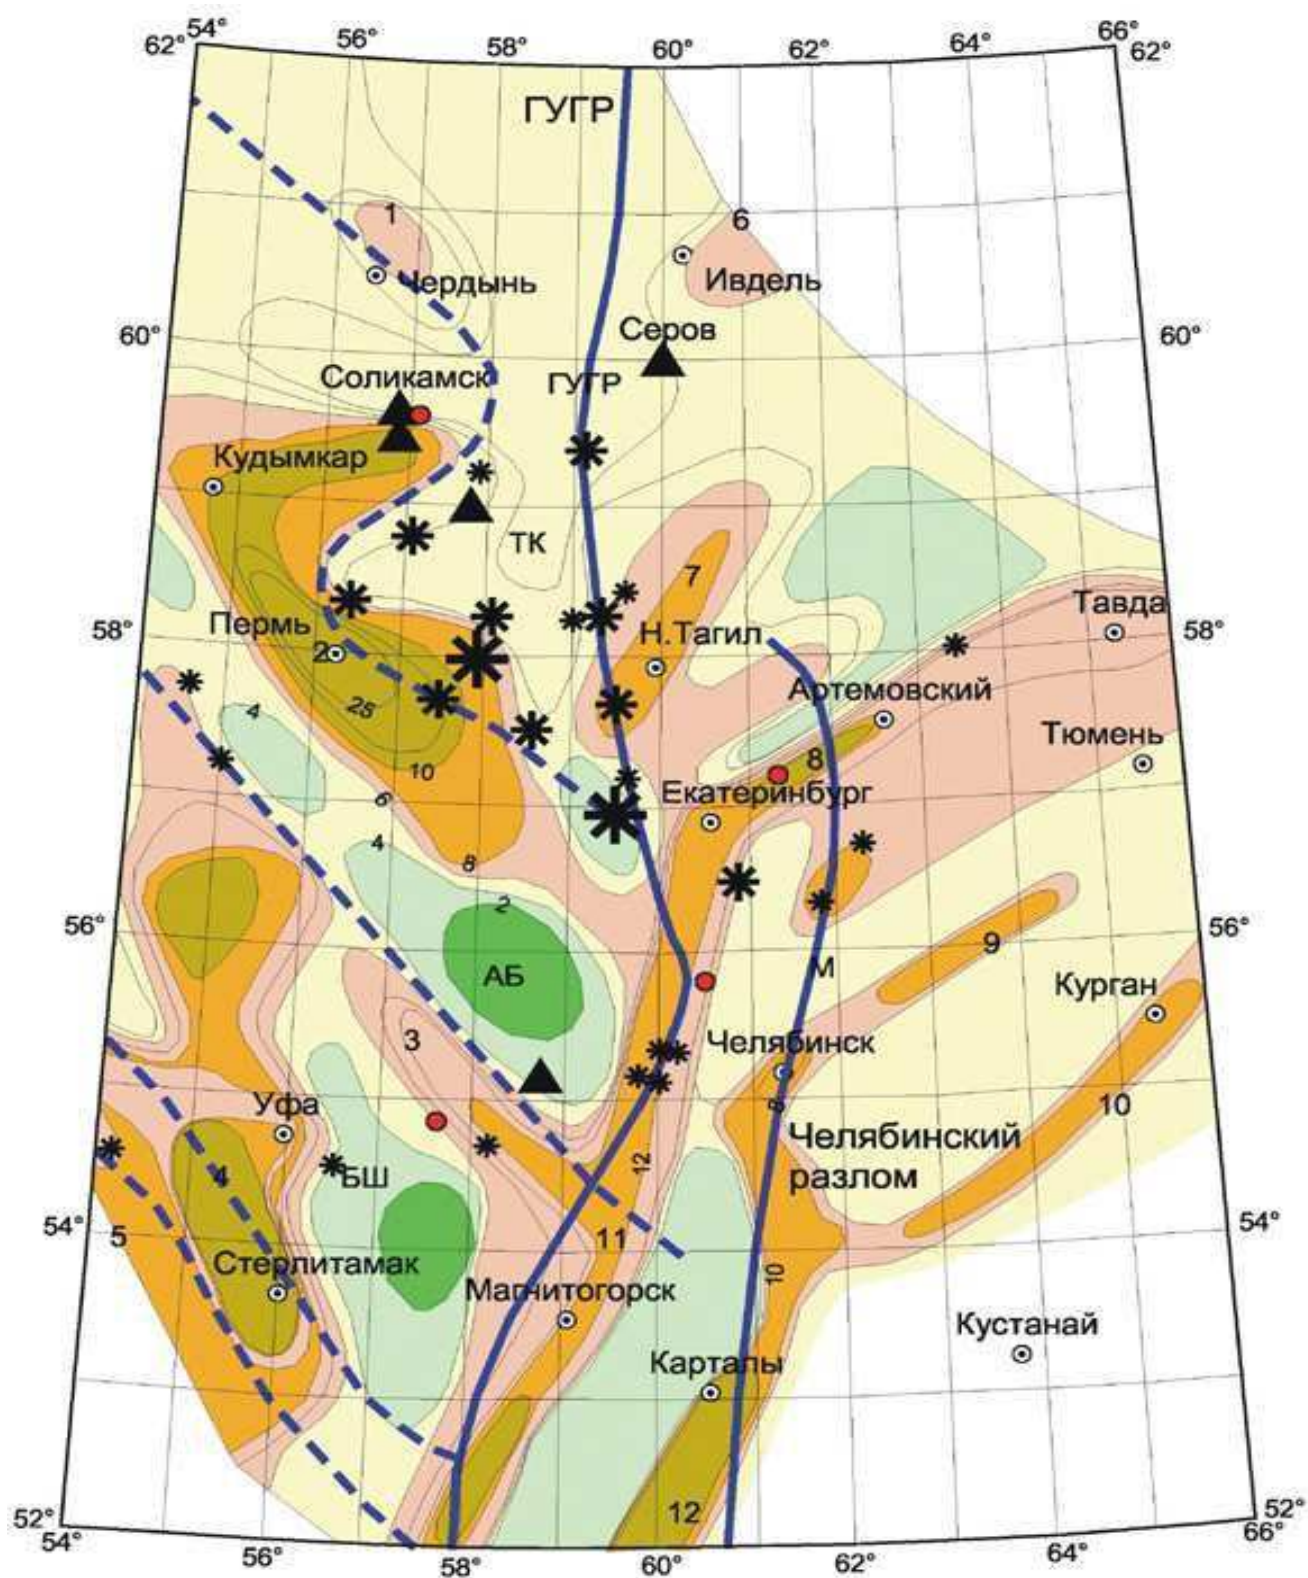 54° 56° 58° 60° 62° 64° 66°
62° 62°
ГУГР
1
6
Чердынь
Ивдель
60° Серов 60°
Соликамск
ГУГР
Кудымкар
ТК
7
Тавда
58° Пермь Н.Тагил 58°
2
Артемовский
4 25
Тюмень
10
8
6 Екатеринбург
4
8
2
56° 56°
9
АБ М
Курган
3
Челябинск
Уфа
8
10
Челябинский
разлом
12
4 БШ
54° 54°
5
11
Стерлитамак
10
Магнитогорск
Кустанай
Карталы
12
52° 52°
54° 56° 58° 60° 62° 64° 66°